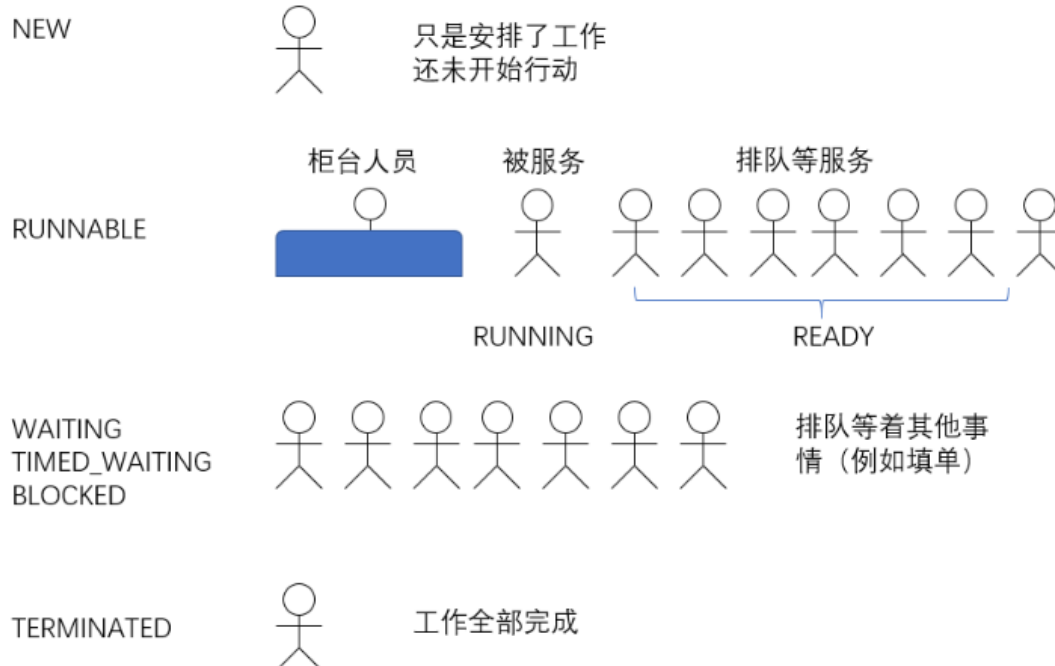 NEW
只是安排了工作
还未开始行动
柜台人员
被服务
排队等服务
RUNNABLE
RUNNING
READY
WAITING
TIMED_WAITING
BLOCKED
排队等着其他事
情（例如填单）
TERMINATED
工作全部完成